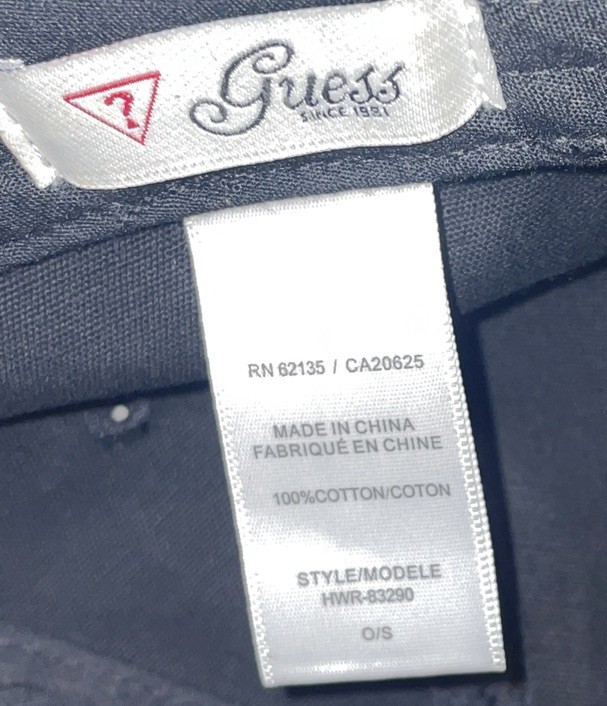 ?
Guess
SINCE 1981
RN 62135 / CA20625
MADE IN CHINA
FABRIQUÉ EN CHINE
100%COTTON/COTON
STYLE/MODELE
HWR-83290
O/S